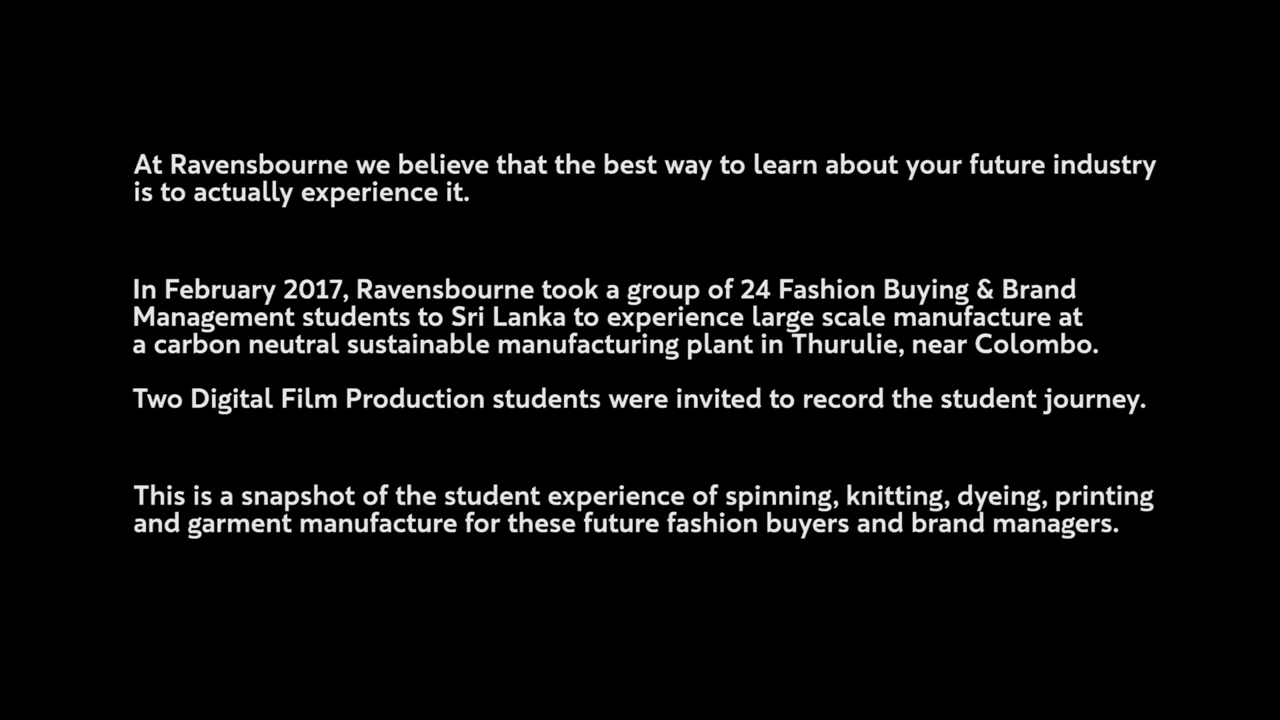 At Ravensbourne we believe that the best way to learn about your future industry
is to actually experience it.
In February 2017, Ravensbourne took a group of 24 Fashion Buying & Brand
Management students to Sri Lanka to experience large scale manufacture at
a carbon neutral sustainable manufacturing plant in Thurulie, near Colombo.
Two Digital Film Production students were invited to record the student journey.
This is a snapshot of the student experience of spinning, knitting, dyeing, printing
and garment manufacture for these future fashion buyers and brand managers.